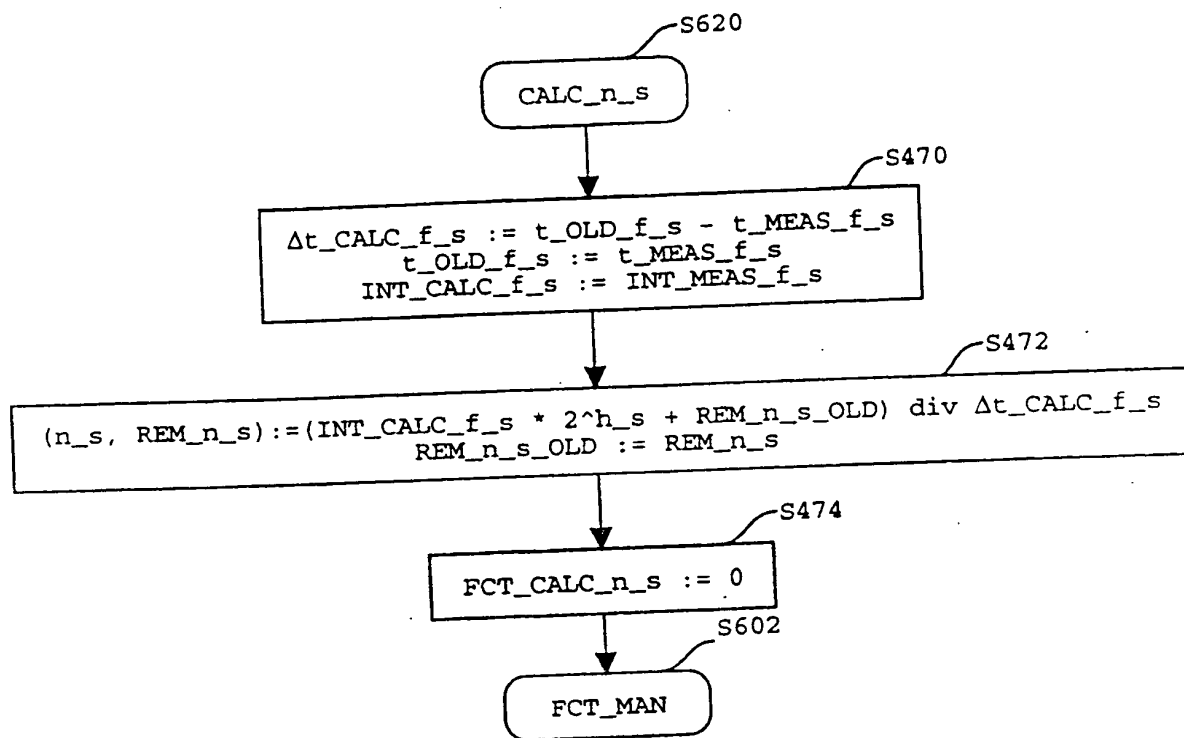 S620
CALC_n_s
S470
Δt_CALC_f_s := t_OLD_f_s - t_MEAS_f_s
t_OLD_f_s := t_MEAS_f_s
INT_CALC_f_s := INT_MEAS_f_s
S472
(n_s, REM_n_s):=(INT_CALC_f_s * 2^h_s + REM_n_s_OLD) div Δt_CALC_f_s
REM_n_s_OLD := REM_n_s
S474
FCT_CALC_n_s := 0
S602
FCT_MAN